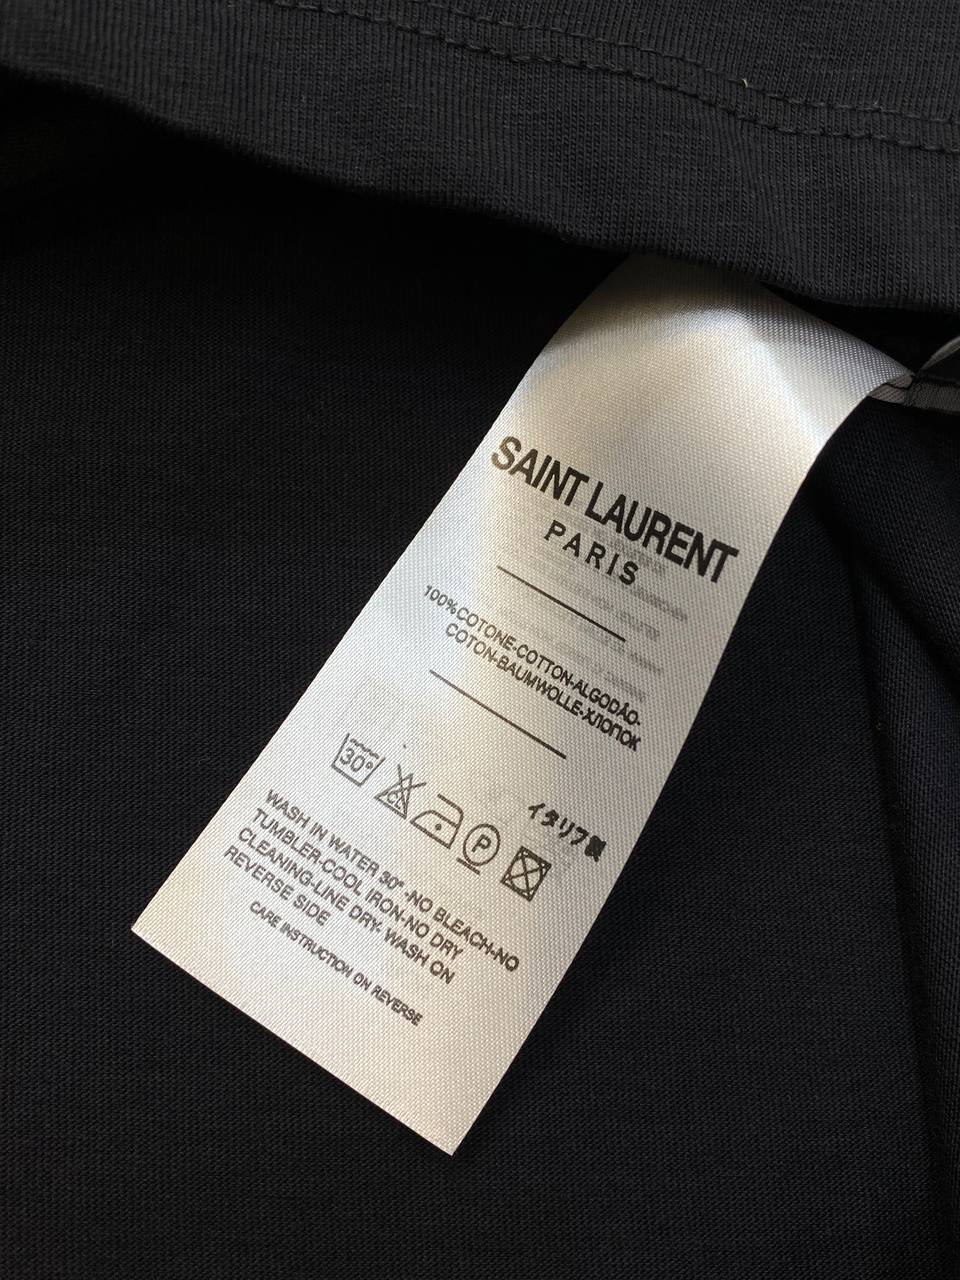 SAINT LAURENT
PARIS
100%COTONE-COTTON-ALGODÃO-
COTON-BAUMWOLLE-ХЛОПОК
イタリア製
30°
CL
P
WASH IN WATER 30°-NO BLEACH-NO
TUMBLER-COOL IRON-NO DRY
CLEANING-LINE DRY- WASH ON
REVERSE SIDE
CARE INSTRUCTION ON REVERSE